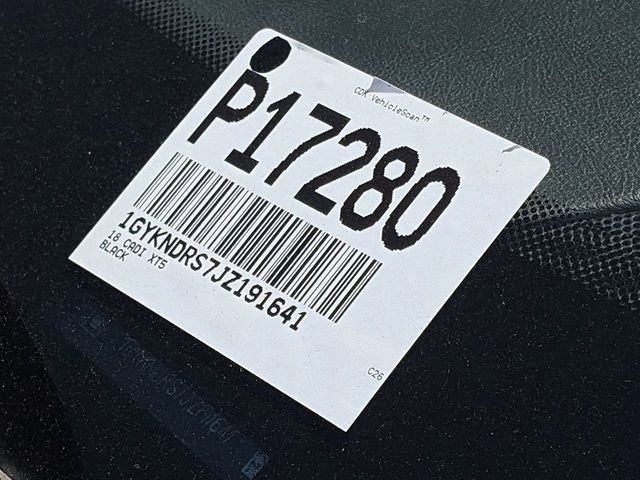 CDK VehicleScan™
P17280
1GYKNDRS7JZ191641
18 CADI XT5
BLACK
C26